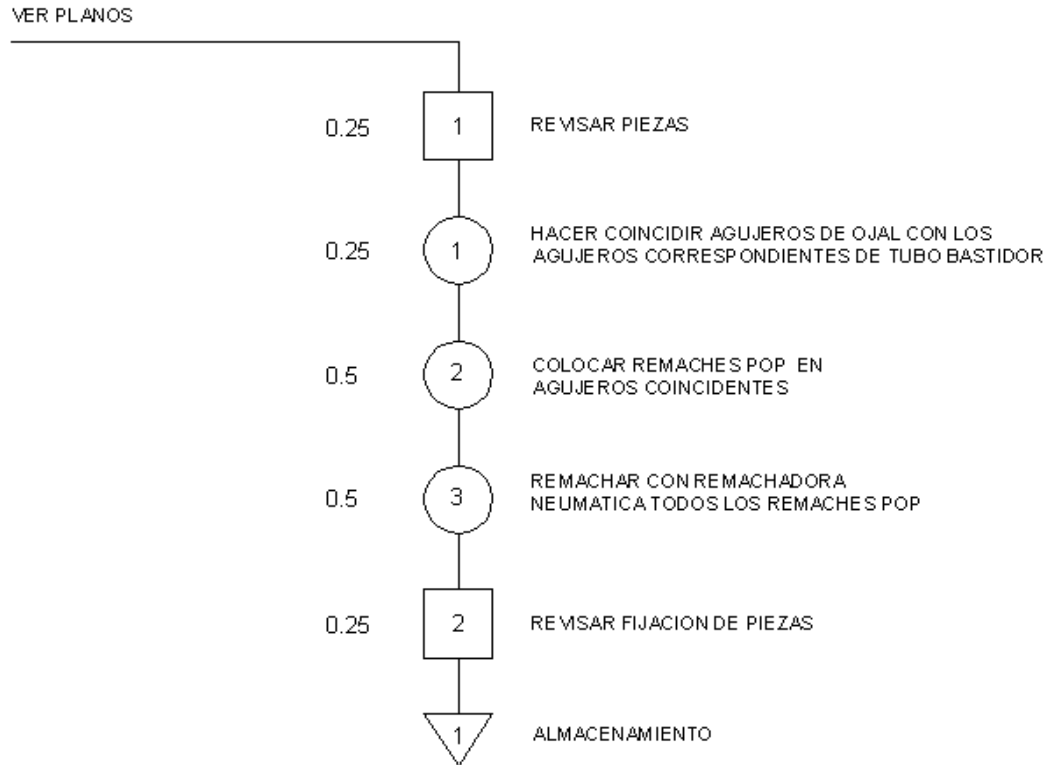 VER PLANOS
0.25
1
REVISAR PIEZAS
0.25
1
HACER COINCIDIR AGUJEROS DE OJAL CON LOS
AGUJEROS CORRESPONDIENTES DE TUBO BASTIDOR
0.5
2
COLOCAR REMACHES POP EN
AGUJEROS COINCIDENTES
0.5
3
REMACHAR CON REMACHADORA
NEUMATICA TODOS LOS REMACHES POP
0.25
2
REVISAR FIJACION DE PIEZAS
1
ALMACENAMIENTO